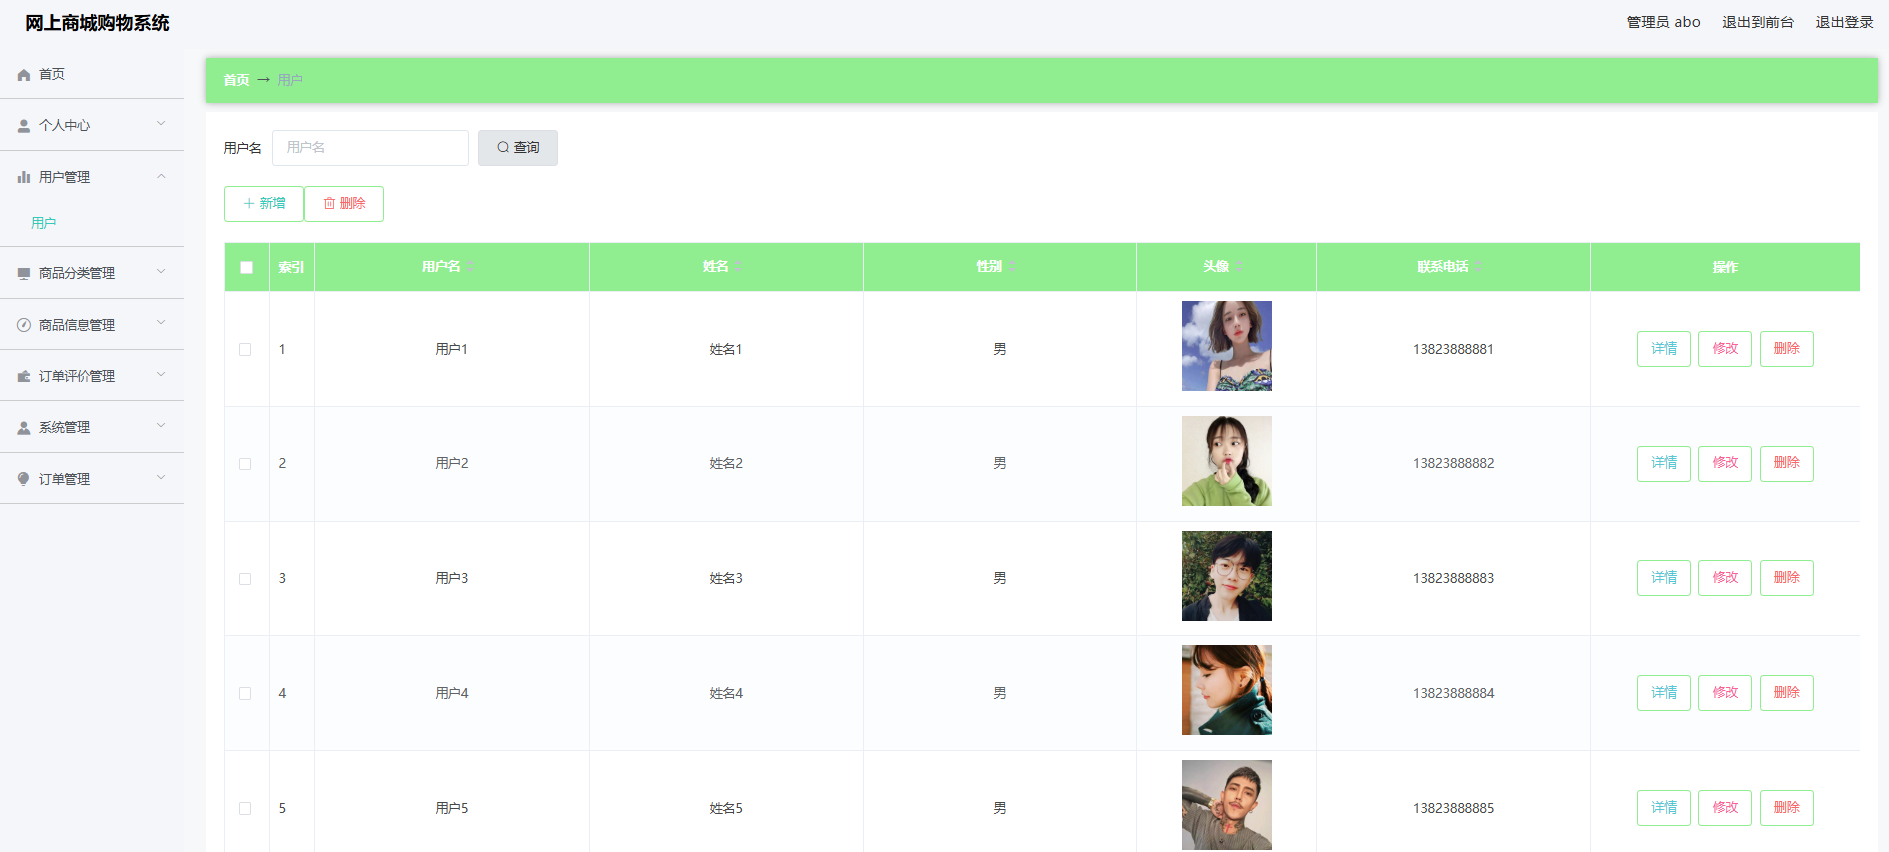 网上商城购物系统
管理员 abo 退出到前台 退出登录
首页
个人中心
用户管理
用户
商品分类管理
商品信息管理
订单评价管理
系统管理
订单管理
首页 → 用户
用户名 用户名 查询
新增 删除
索引 用户名 姓名 性别 头像 联系电话 操作
1 用户1 姓名1 男 13823888881 详情 修改 删除
2 用户2 姓名2 男 13823888882 详情 修改 删除
3 用户3 姓名3 男 13823888883 详情 修改 删除
4 用户4 姓名4 男 13823888884 详情 修改 删除
5 用户5 姓名5 男 13823888885 详情 修改 删除